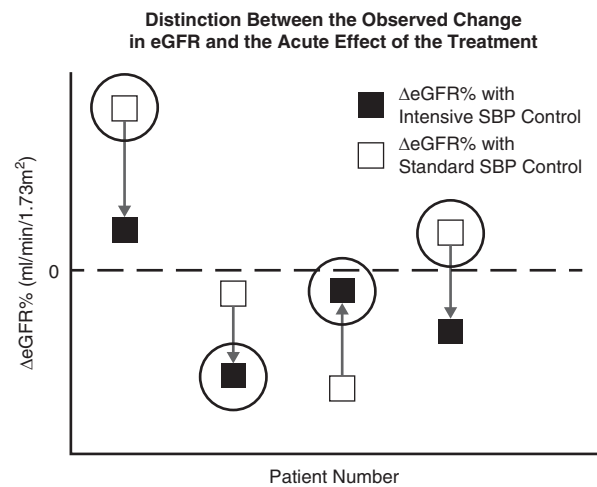 Distinction Between the Observed Change
in eGFR and the Acute Effect of the Treatment
ΔeGFR% with
Intensive SBP Control
ΔeGFR% with
Standard SBP Control
ΔeGFR% (ml/min/1.73m²)
0
Patient Number